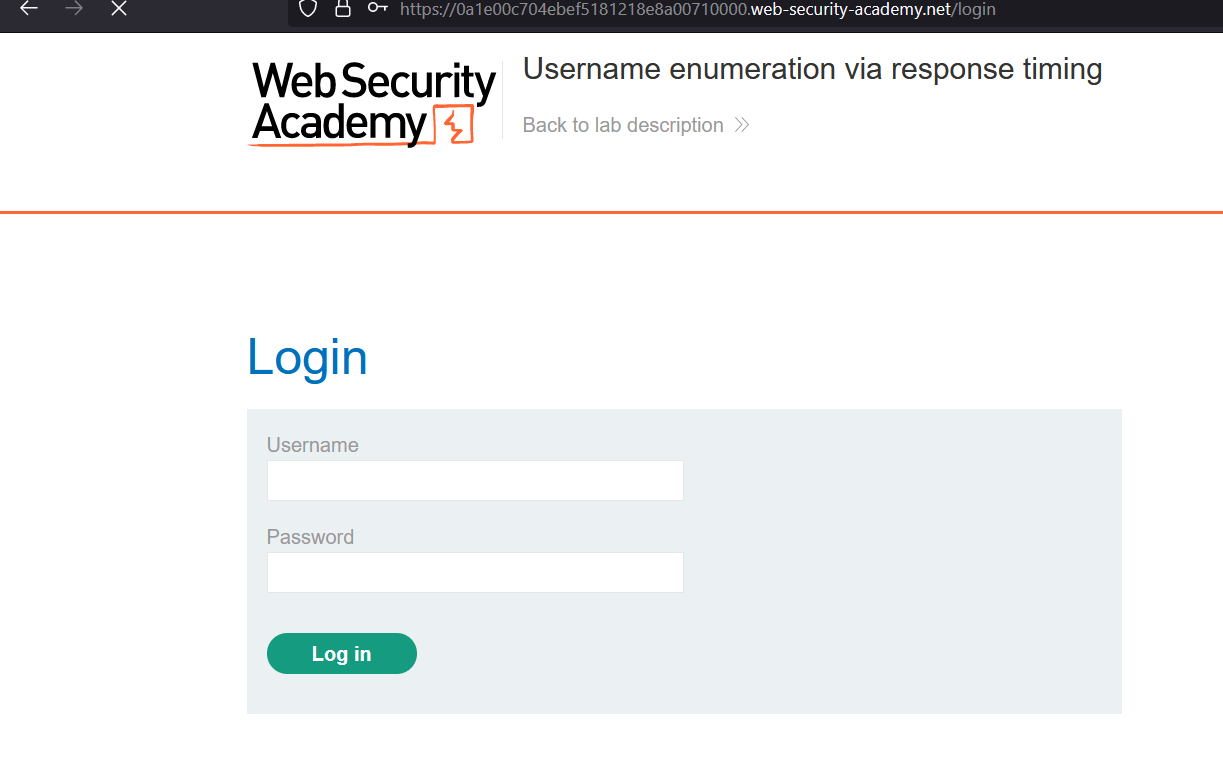 https://0a1e00c704ebef5181218e8a00710000.web-security-academy.net/login
Web Security
Academy
Username enumeration via response timing
Back to lab description
Login
Username
Password
Log in